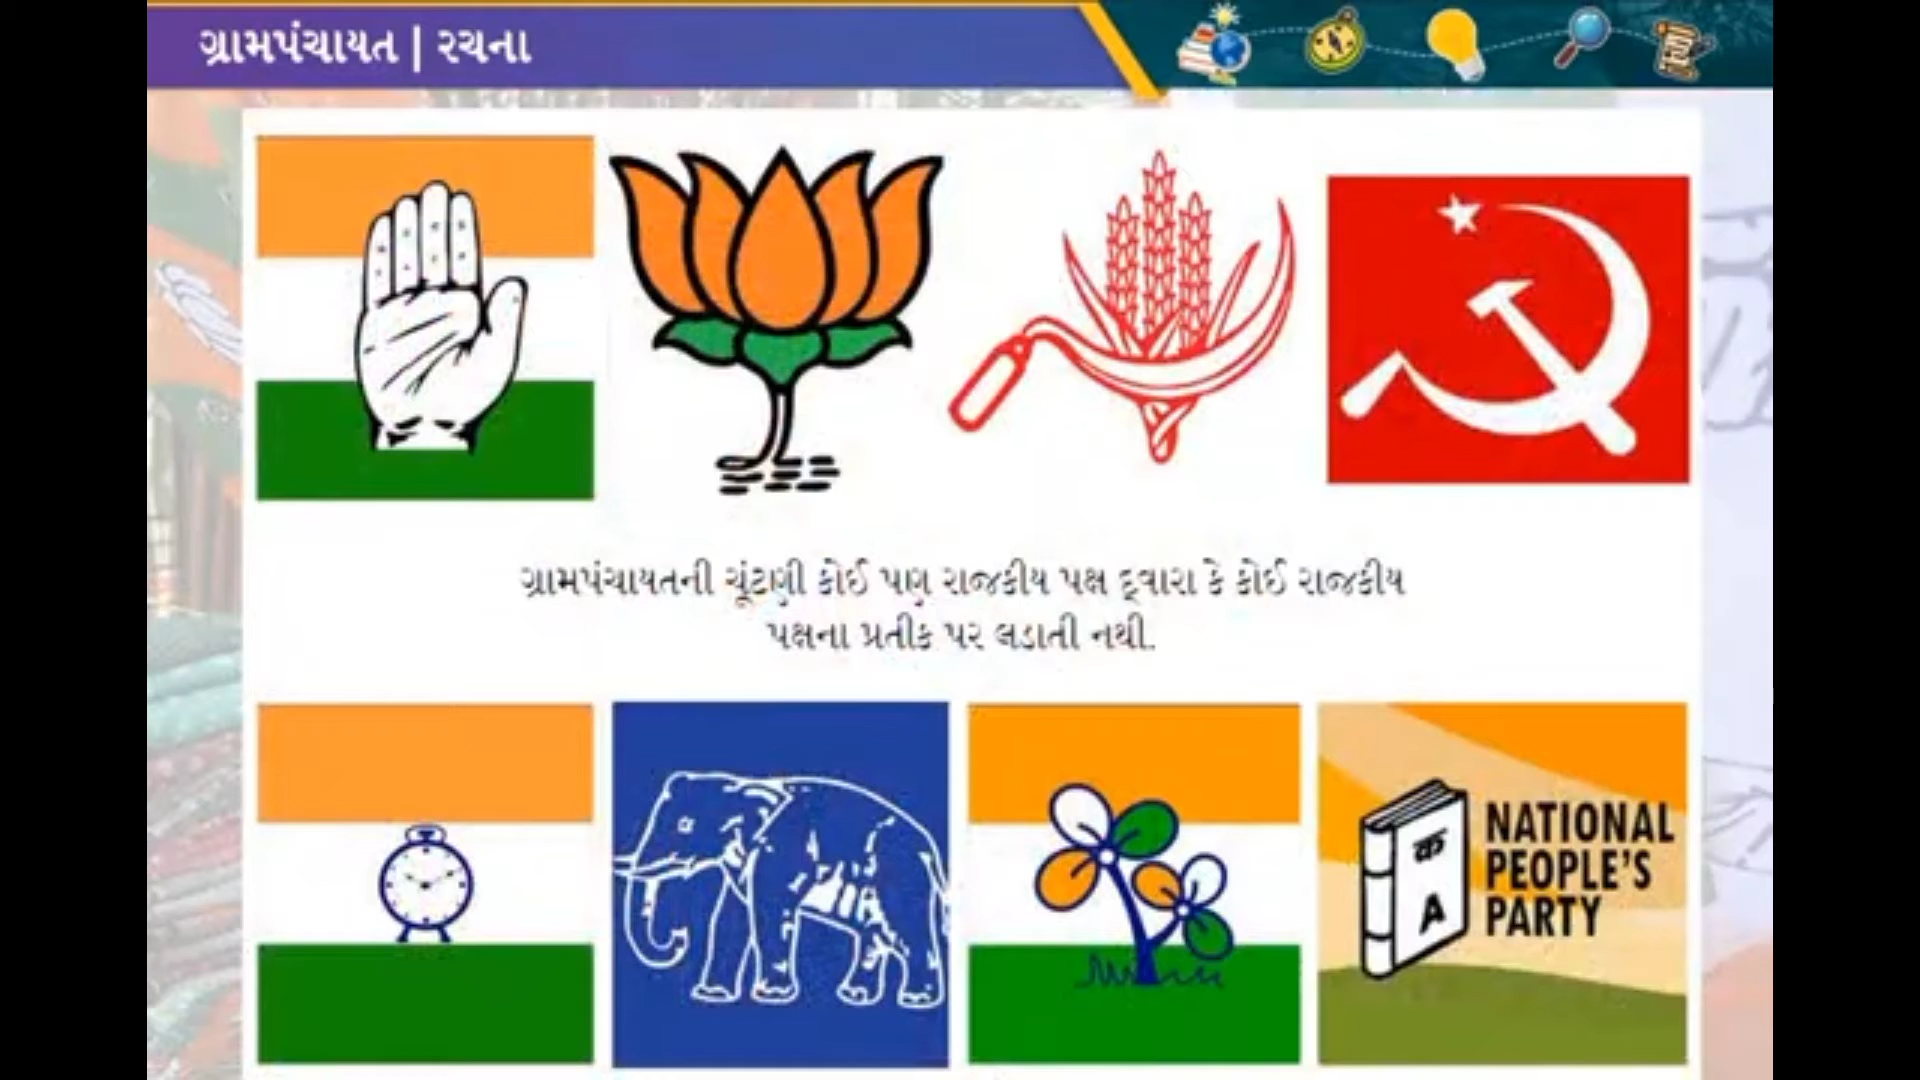 ગ્રામપંચાયત | રચના
ગ્રામપંચાયતની ચૂંટણી કોઈ પણ રાજકીય પક્ષ દ્વારા કે કોઈ રાજકીય
પક્ષના પ્રતીક પર લડાતી નથી.
क
A
NATIONAL
PEOPLE'S
PARTY